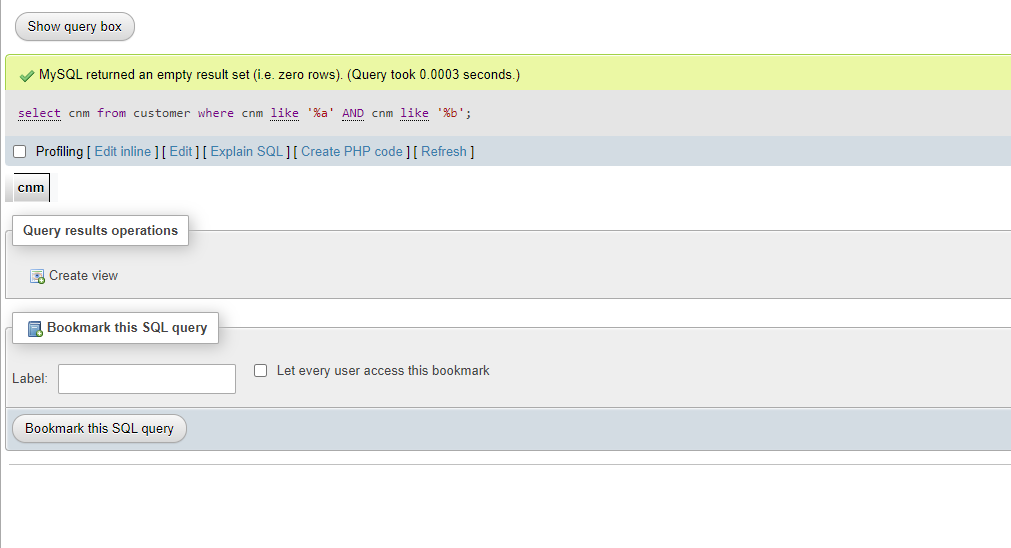 Show query box
MySQL returned an empty result set (i.e. zero rows). (Query took 0.0003 seconds.)
select cnm from customer where cnm like '%a' AND cnm like '%b';
Profiling [ Edit inline ] [ Edit ] [ Explain SQL ] [ Create PHP code ] [ Refresh ]
cnm
Query results operations
Create view
Bookmark this SQL query
Label:
Let every user access this bookmark
Bookmark this SQL query